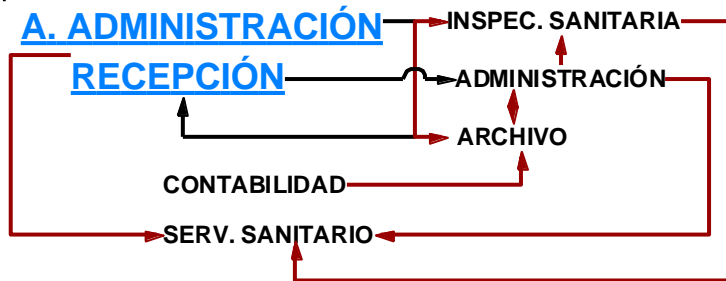 A. ADMINISTRACIÓN
INSPEC. SANITARIA
RECEPCIÓN
ADMINISTRACIÓN
ARCHIVO
CONTABILIDAD
SERV. SANITARIO